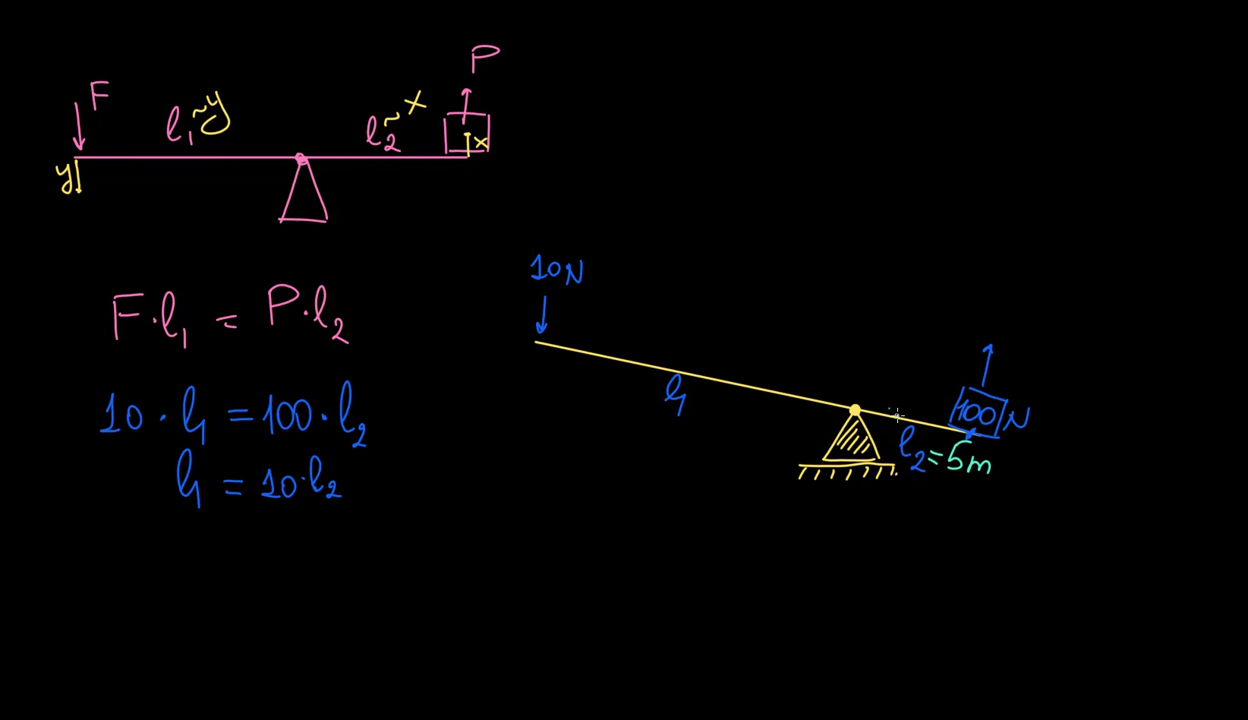 F
P
l₁ ~ y
l₂ ~ x
x
y
F · l₁ = P · l₂
10 · l₁ = 100 · l₂
l₁ = 10 · l₂
10N
l₁
100 N
l₂ = 5m